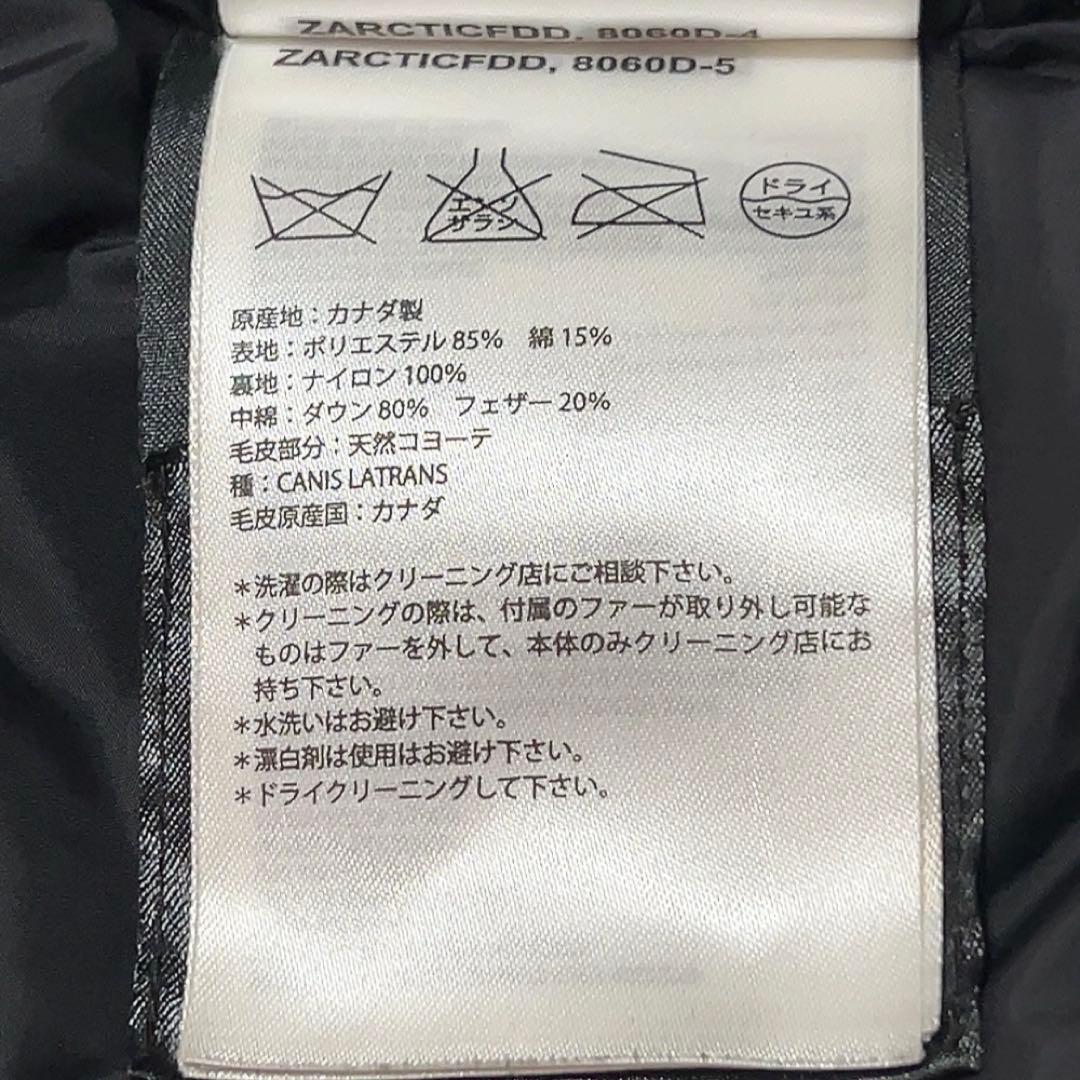 ZARCTICFDD, 8060D-4
ZARCTICFDD, 8060D-5
エンソ
サラシ
ドライ
セキユ系
原産地：カナダ製
表地：ポリエステル 85%　綿 15%
裏地：ナイロン 100%
中綿：ダウン 80%　フェザー 20%
毛皮部分：天然コヨーテ
種：CANIS LATRANS
毛皮原産国：カナダ
＊洗濯の際はクリーニング店にご相談下さい。
＊クリーニングの際は、付属のファーが取り外し可能な
ものはファーを外して、本体のみクリーニング店にお
持ち下さい。
＊水洗いはお避け下さい。
＊漂白剤は使用はお避け下さい。
＊ドライクリーニングして下さい。